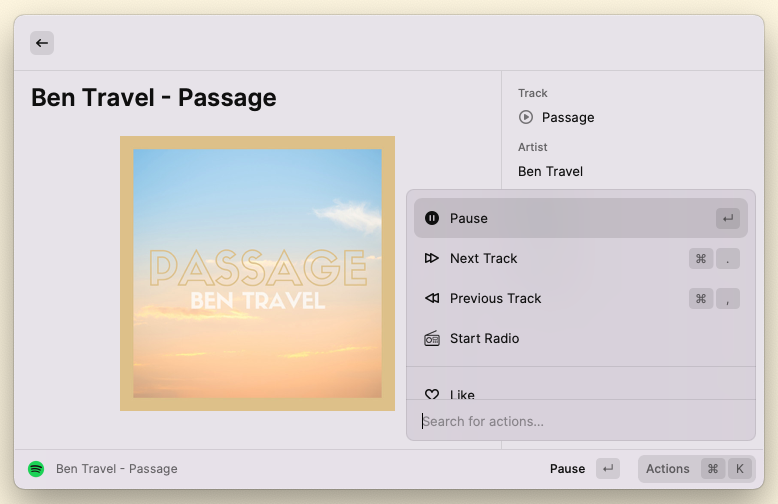 Ben Travel - Passage
PASSAGE
BEN TRAVEL
Track
Passage
Artist
Ben Travel
Pause
Next Track ⌘ .
Previous Track ⌘ ,
Start Radio
Like
Search for actions...
Ben Travel - Passage
Pause
Actions ⌘ K